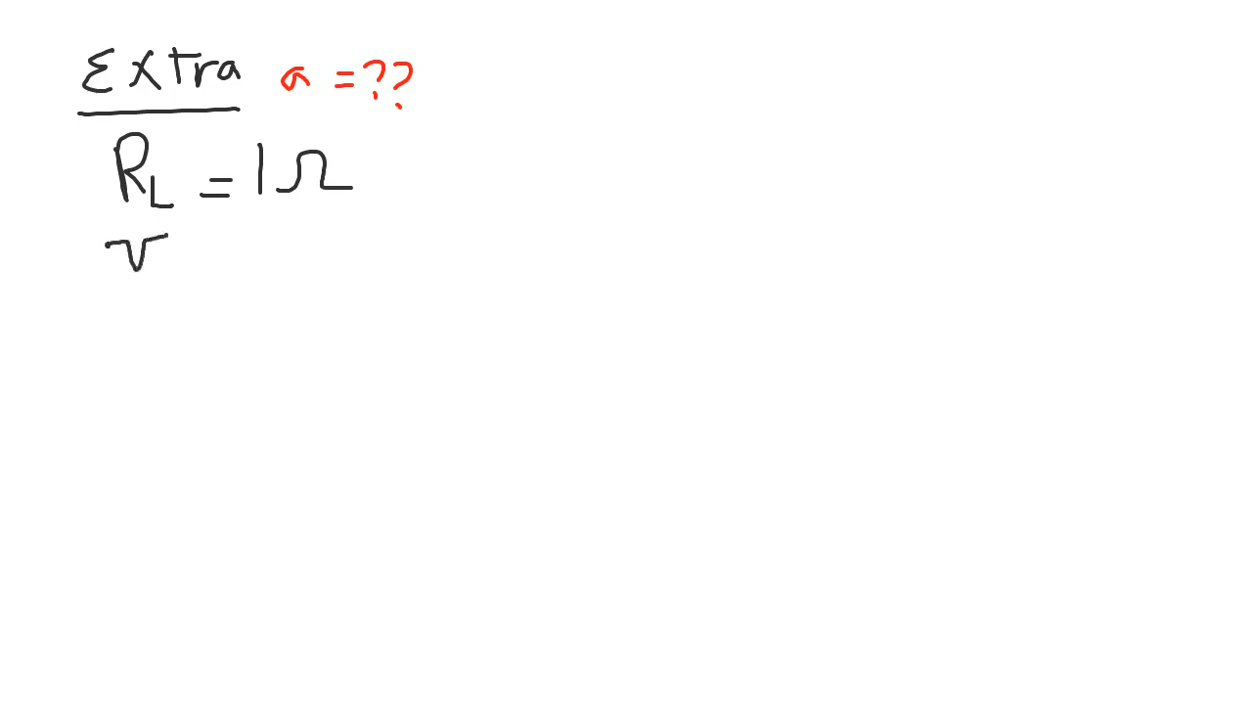 Extra a = ??
R_L = 1Ω
V